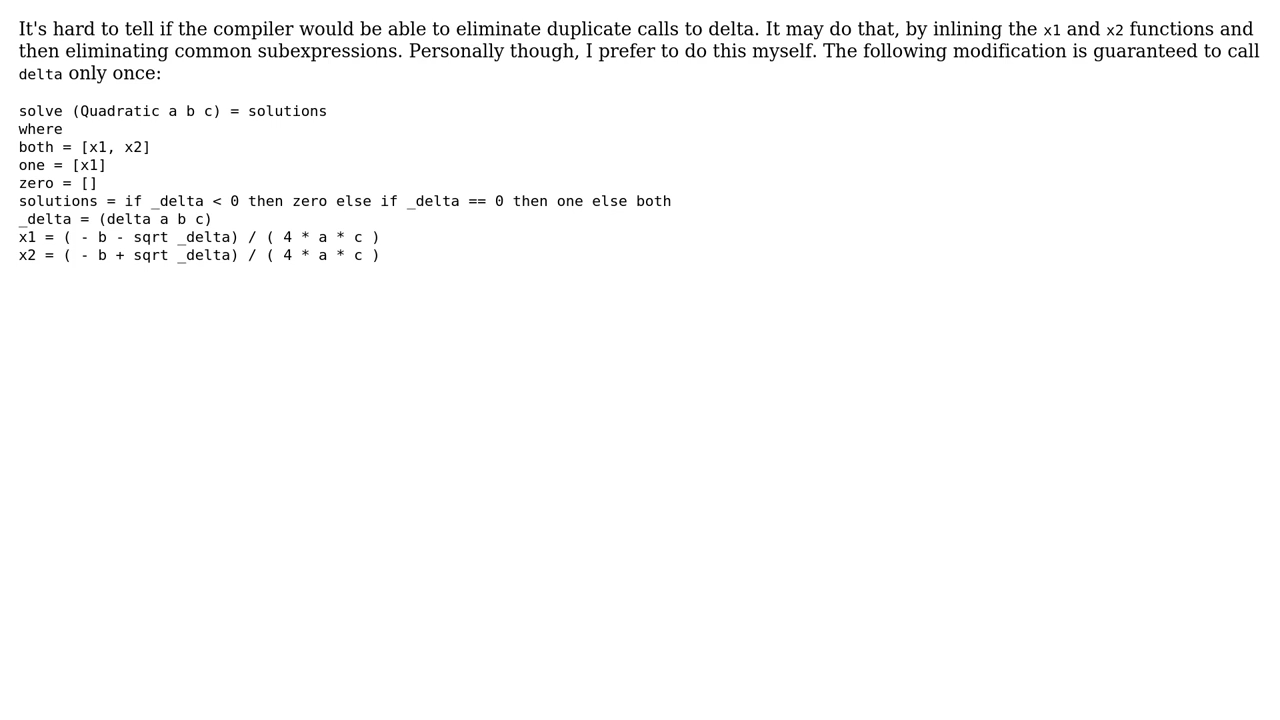 It's hard to tell if the compiler would be able to eliminate duplicate calls to delta. It may do that, by inlining the x1 and x2 functions and
then eliminating common subexpressions. Personally though, I prefer to do this myself. The following modification is guaranteed to call
delta only once:
solve (Quadratic a b c) = solutions
where
both = [x1, x2]
one = [x1]
zero = []
solutions = if _delta < 0 then zero else if _delta == 0 then one else both
_delta = (delta a b c)
x1 = ( - b - sqrt _delta) / ( 4 * a * c )
x2 = ( - b + sqrt _delta) / ( 4 * a * c )